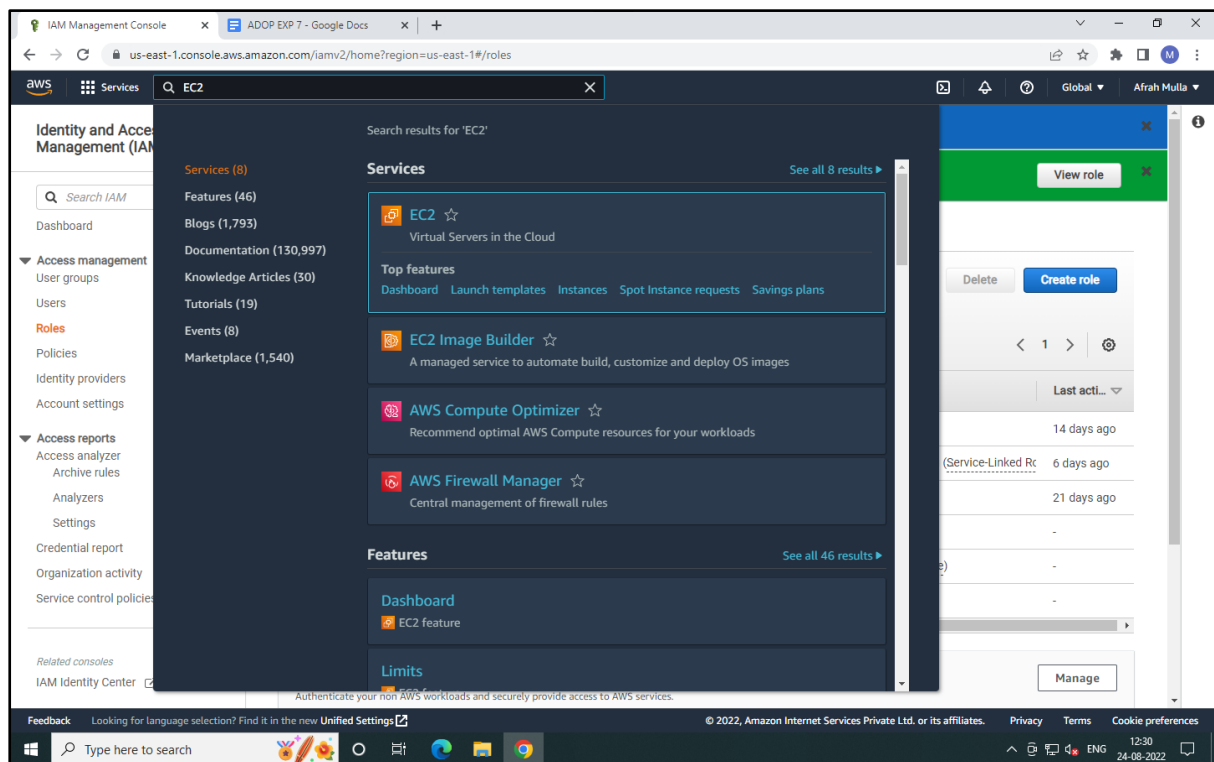 IAM Management Console
ADOP EXP 7 - Google Docs
us-east-1.console.aws.amazon.com/iamv2/home?region=us-east-1#/roles
M
aws
Services
EC2
Global
Afrah Mulla
Identity and Acce
Management (IAM
Search IAM
Dashboard
Access management
User groups
Users
Roles
Policies
Identity providers
Account settings
Access reports
Access analyzer
Archive rules
Analyzers
Settings
Credential report
Organization activity
Service control policies
Related consoles
IAM Identity Center
Search results for 'EC2'
Services (8)
Features (46)
Blogs (1,793)
Documentation (130,997)
Knowledge Articles (30)
Tutorials (19)
Events (8)
Marketplace (1,540)
Services
See all 8 results
EC2
Virtual Servers in the Cloud
Top features
Dashboard Launch templates Instances Spot Instance requests Savings plans
EC2 Image Builder
A managed service to automate build, customize and deploy OS images
AWS Compute Optimizer
Recommend optimal AWS Compute resources for your workloads
AWS Firewall Manager
Central management of firewall rules
Features
See all 46 results
Dashboard
EC2 feature
Limits
View role
Delete
Create role
1
Last acti...
14 days ago
(Service-Linked Ro
6 days ago
21 days ago
-
e)
-
-
Manage
Authenticate your non AWS workloads and securely provide access to AWS services.
Feedback
Looking for language selection? Find it in the new Unified Settings
© 2022, Amazon Internet Services Private Ltd. or its affiliates.
Privacy
Terms
Cookie preferences
Type here to search
ENG
12:30
24-08-2022